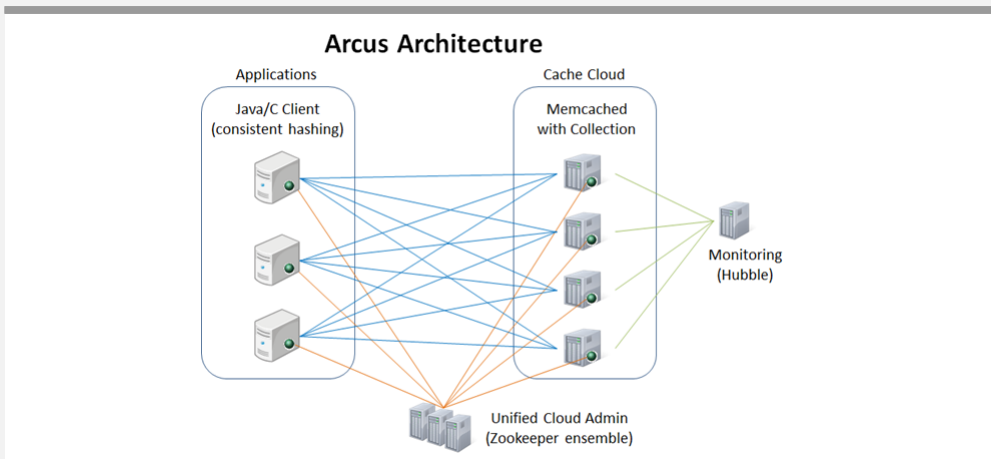 Arcus Architecture
Applications
Cache Cloud
Java/C Client
(consistent hashing)
Memcached
with Collection
Monitoring
(Hubble)
Unified Cloud Admin
(Zookeeper ensemble)